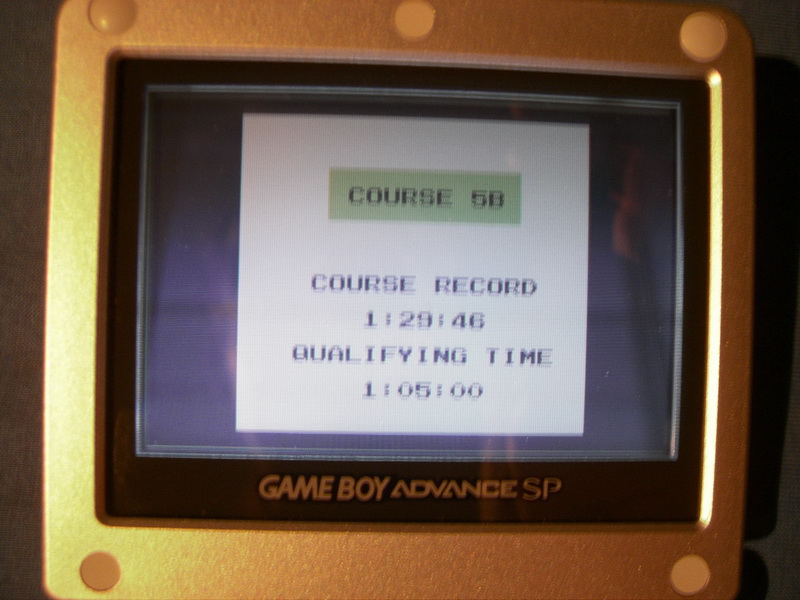 COURSE 5B
COURSE RECORD
1:29:46
QUALIFYING TIME
1:05:00
GAME BOY ADVANCE SP